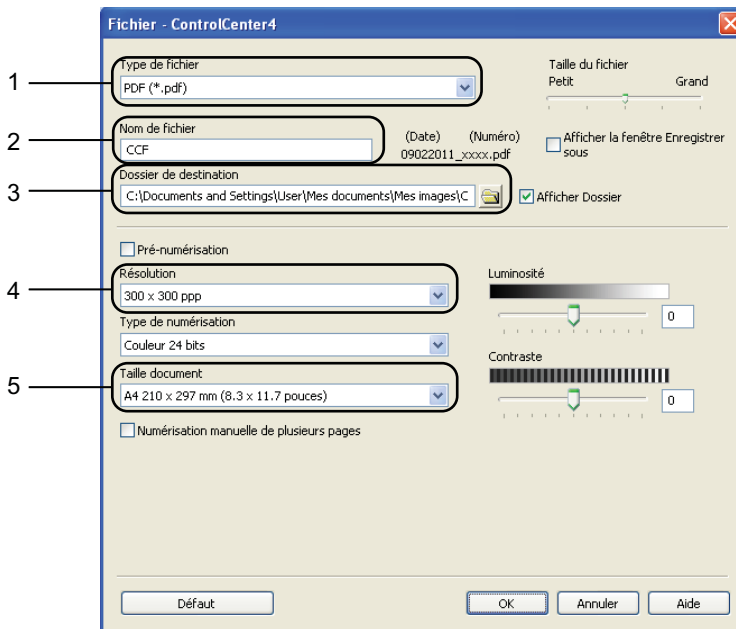 Fichier - ControlCenter4
1
Type de fichier
PDF (*.pdf)
Taille du fichier
Petit Grand
2
Nom de fichier
CCF
(Date) (Numéro)
09022011_xxxx.pdf
Afficher la fenêtre Enregistrer
sous
3
Dossier de destination
C:\Documents and Settings\User\Mes documents\Mes images\C
Afficher Dossier
Pré-numérisation
4
Résolution
300 x 300 ppp
Luminosité
0
Type de numérisation
Couleur 24 bits
5
Taille document
A4 210 x 297 mm (8.3 x 11.7 pouces)
Contraste
0
Numérisation manuelle de plusieurs pages
Défaut
OK
Annuler
Aide